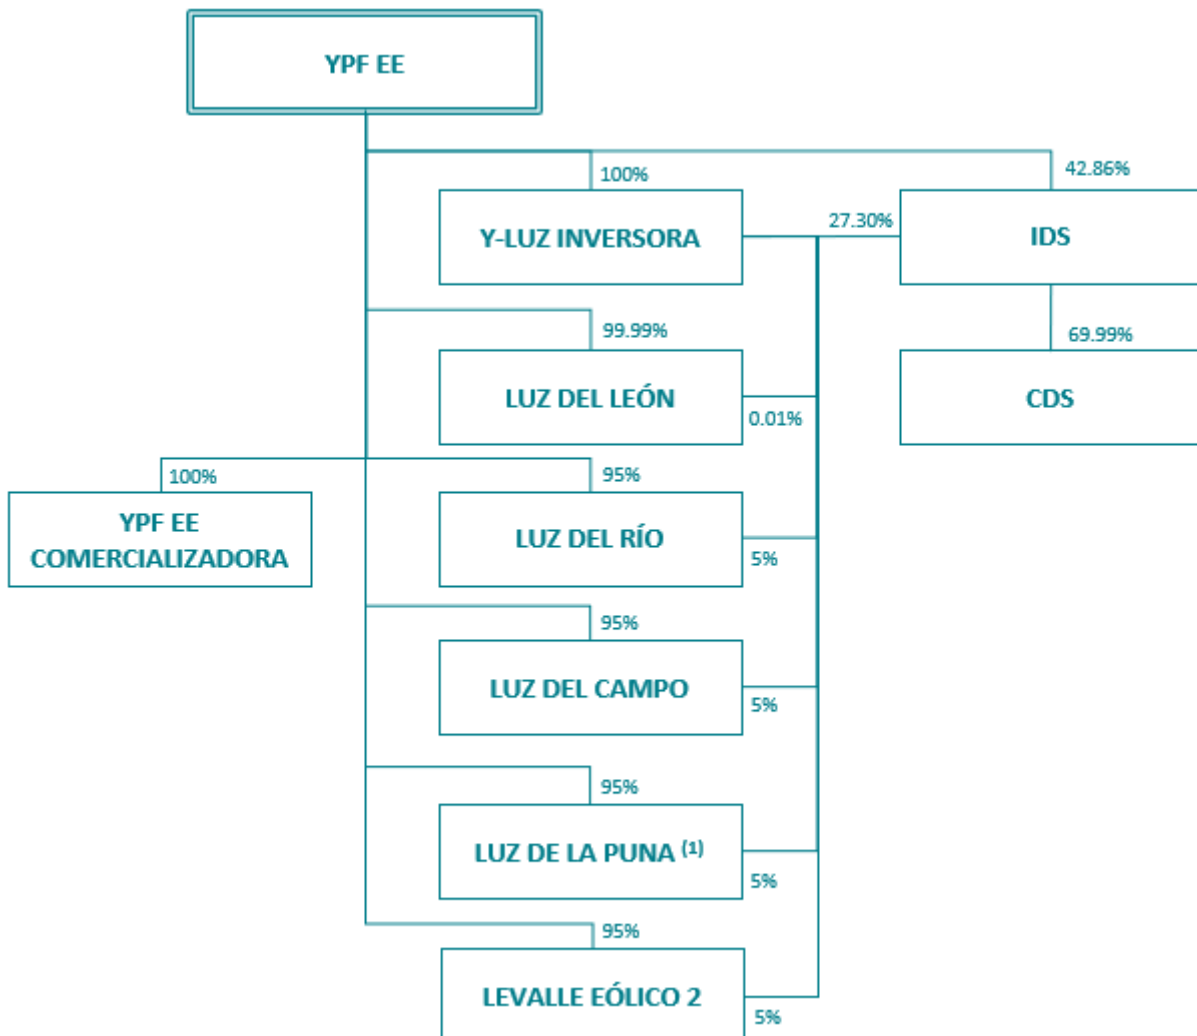 YPF EE
42.86%
100%
Y-LUZ INVERSORA
27.30%
IDS
99.99%
69.99%
LUZ DEL LEÓN
0.01%
CDS
100%
95%
YPF EE
COMERCIALIZADORA
LUZ DEL RÍO
5%
95%
LUZ DEL CAMPO
5%
95%
LUZ DE LA PUNA (1)
5%
95%
LEVALLE EÓLICO 2
5%